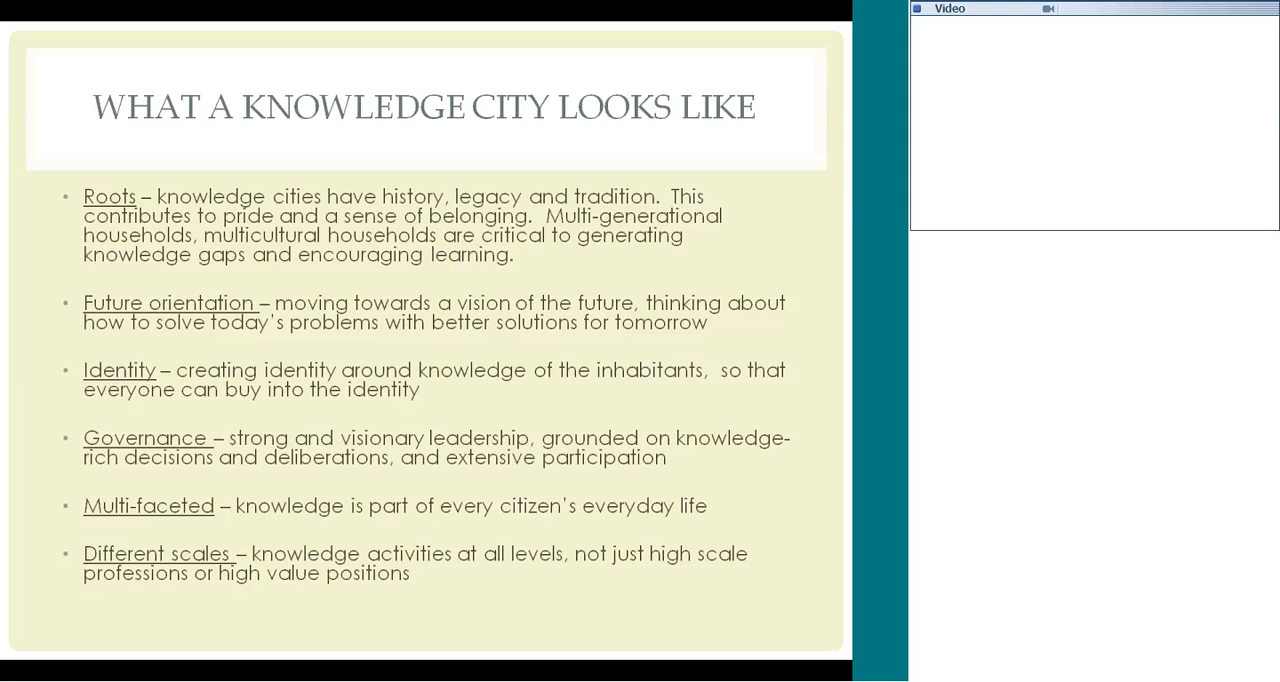 Video
WHAT A KNOWLEDGE CITY LOOKS LIKE
• Roots – knowledge cities have history, legacy and tradition.  This
contributes to pride and a sense of belonging.  Multi-generational
households, multicultural households are critical to generating
knowledge gaps and encouraging learning.
• Future orientation – moving towards a vision of the future, thinking about
how to solve today's problems with better solutions for tomorrow
• Identity – creating identity around knowledge of the inhabitants,  so that
everyone can buy into the identity
• Governance – strong and visionary leadership, grounded on knowledge-
rich decisions and deliberations, and extensive participation
• Multi-faceted – knowledge is part of every citizen's everyday life
• Different scales – knowledge activities at all levels, not just high scale
professions or high value positions